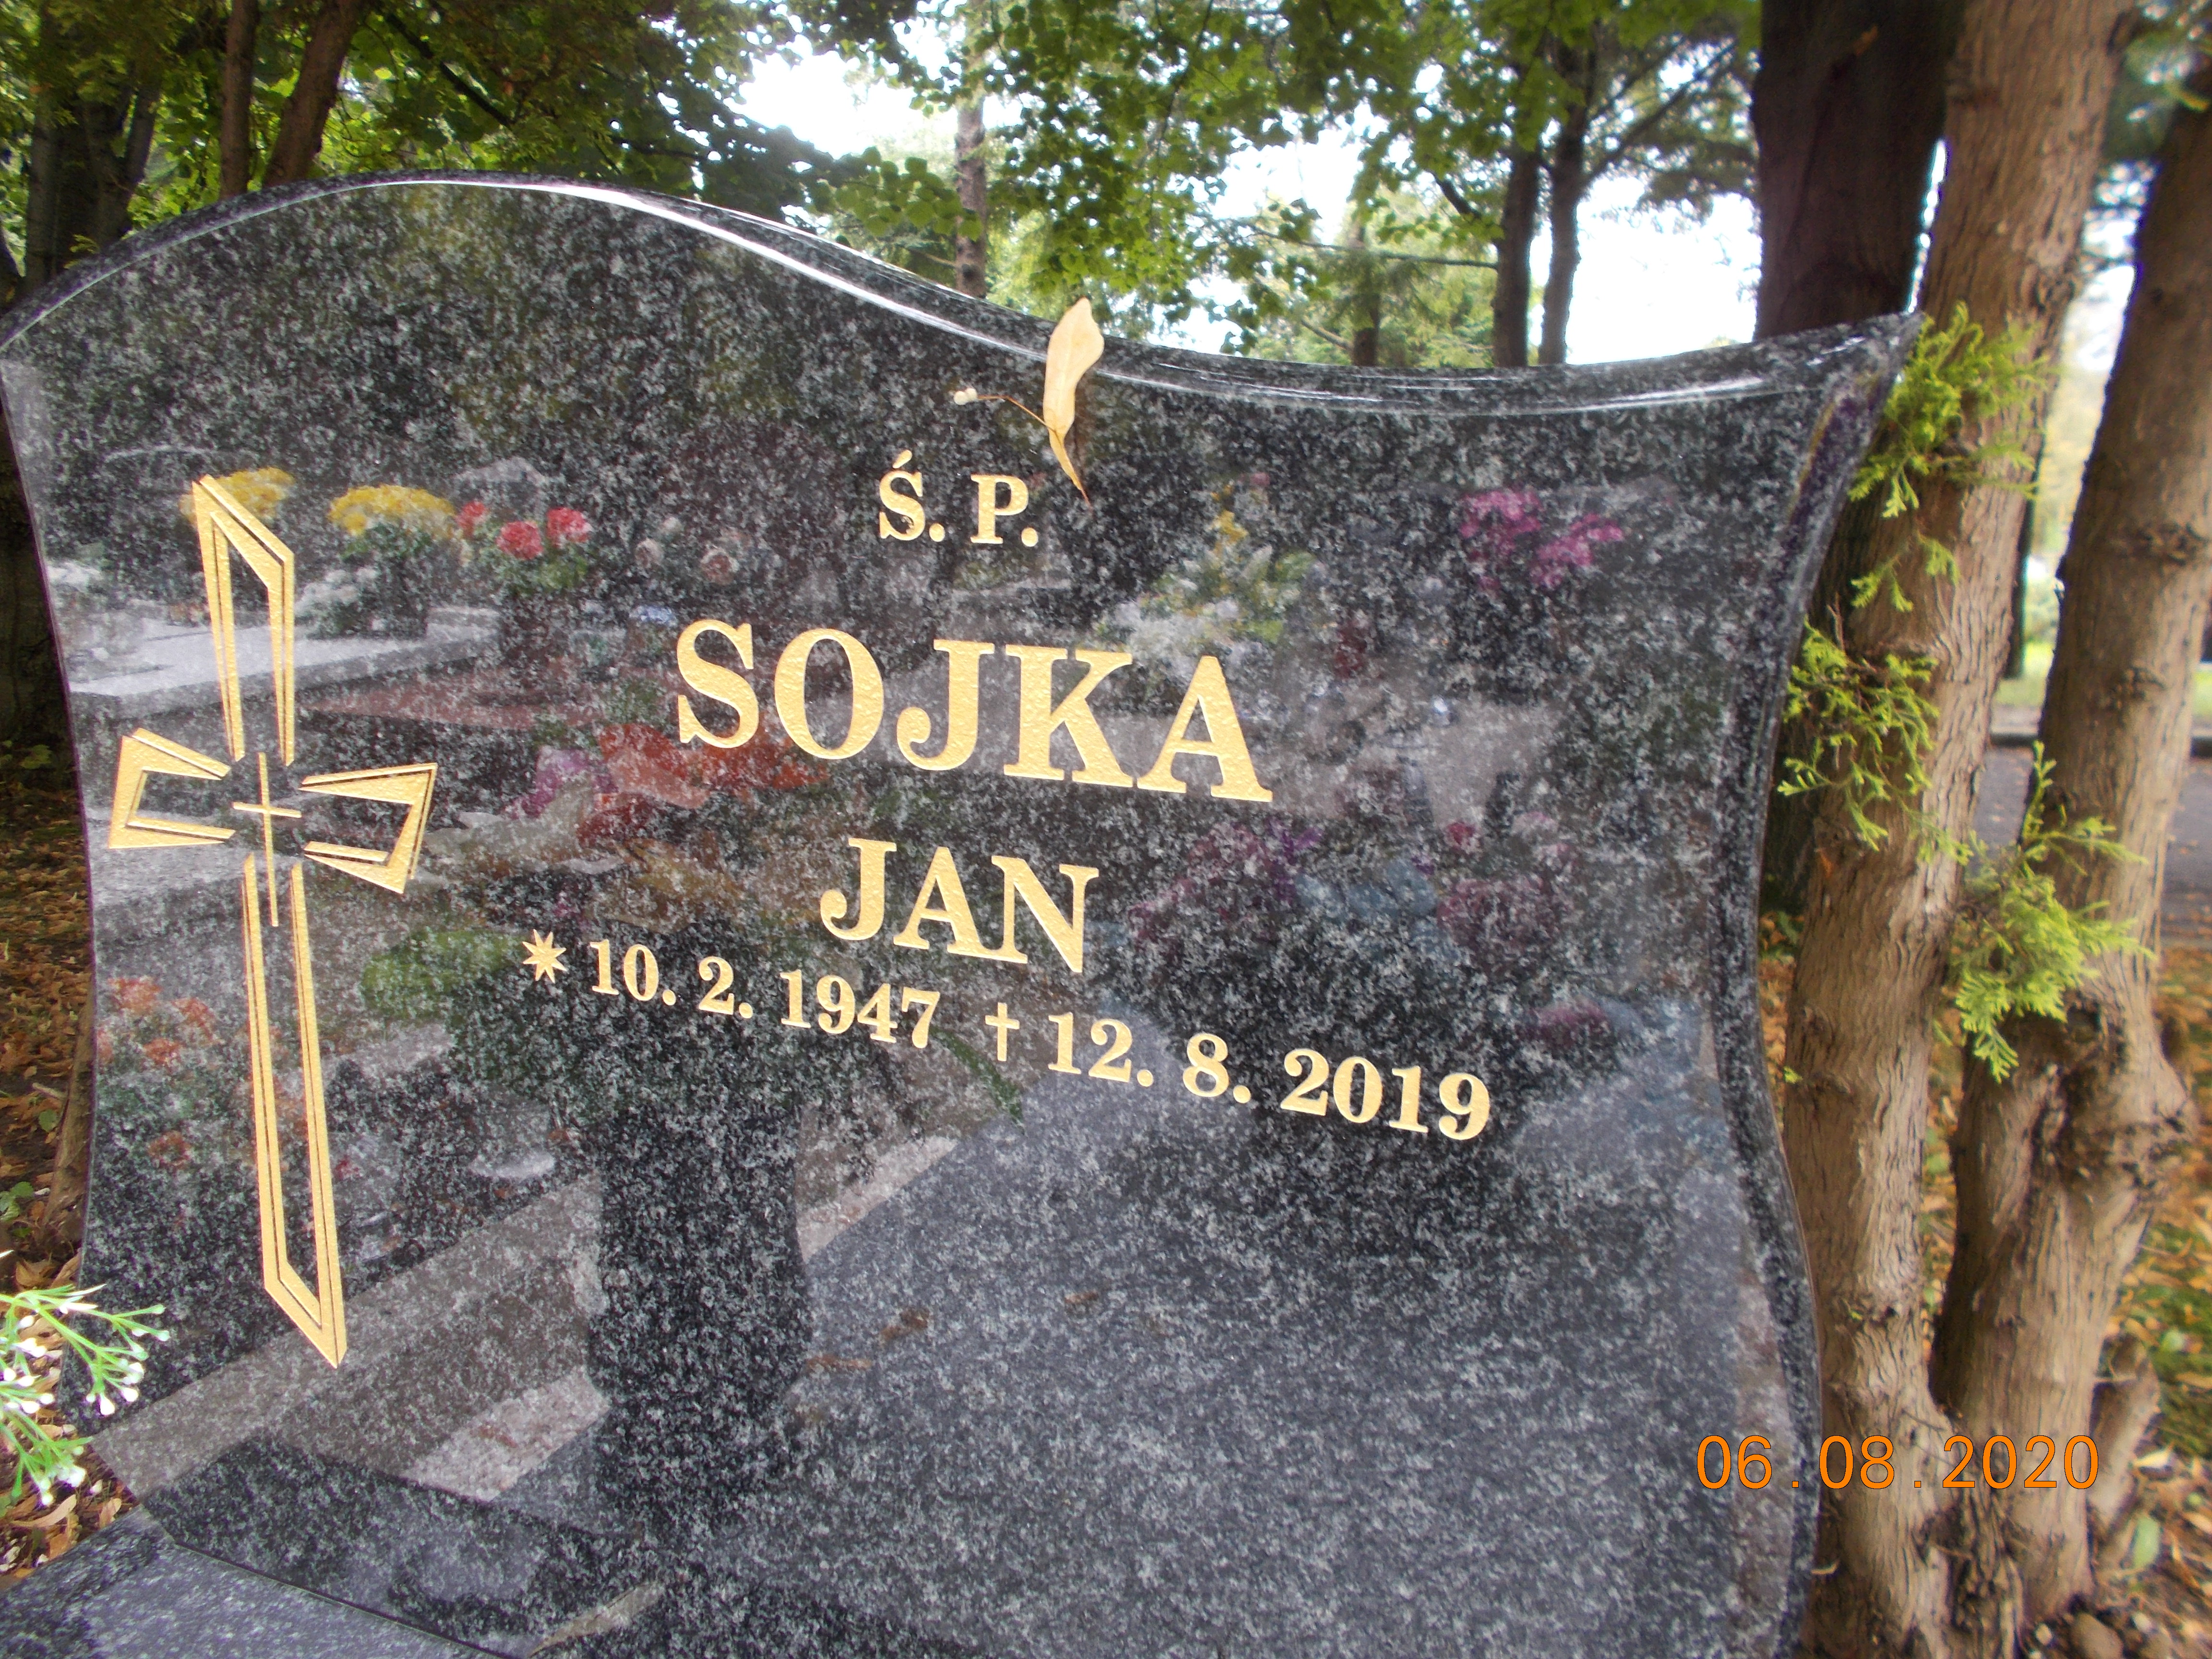 Ś. P.
SOJKA
JAN
* 10. 2. 1947 † 12. 8. 2019
06.08.2020